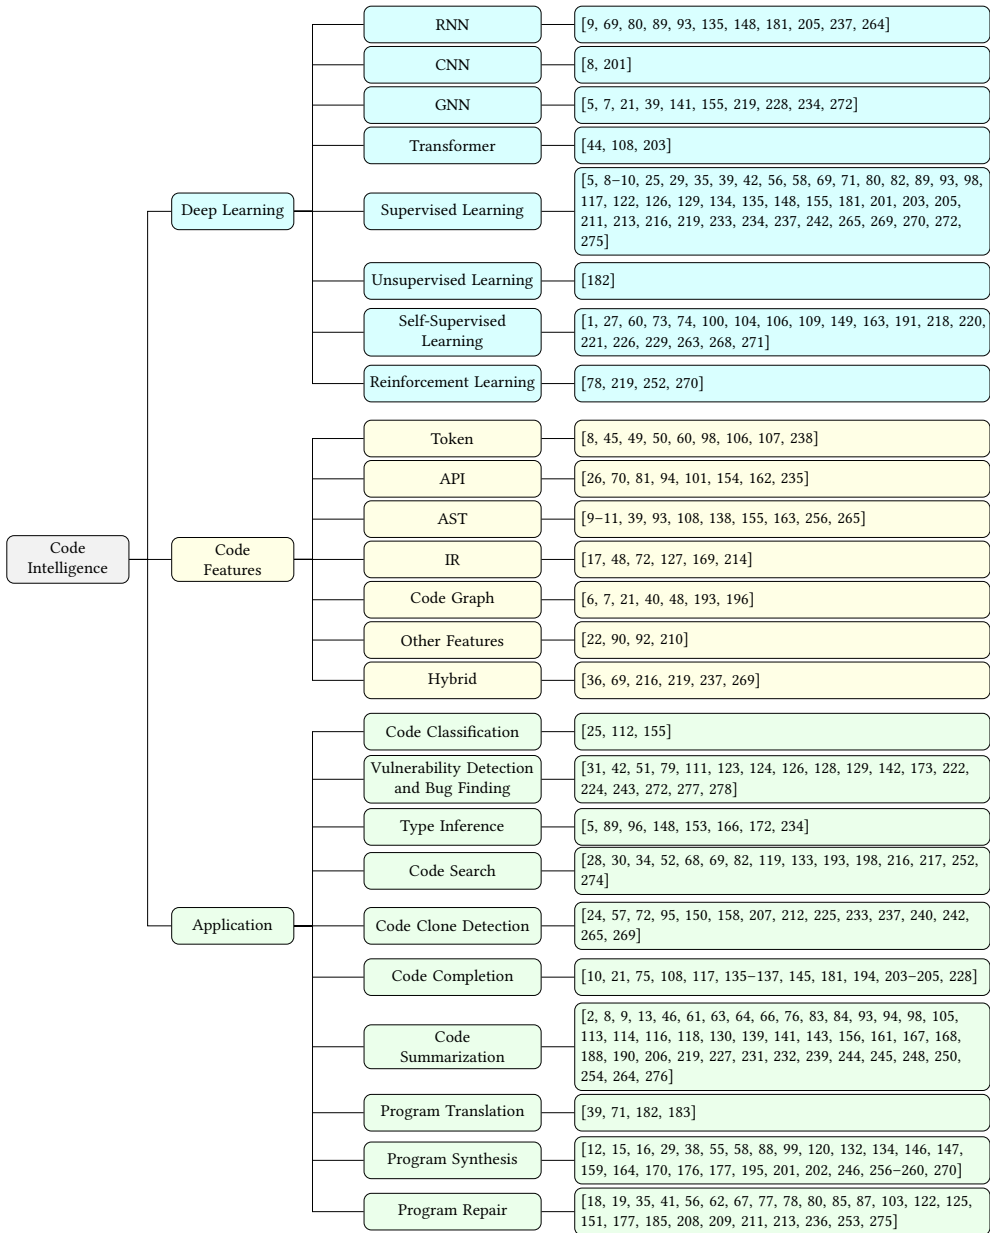 RNN
[9, 69, 80, 89, 93, 135, 148, 181, 205, 237, 264]
CNN
[8, 201]
GNN
[5, 7, 21, 39, 141, 155, 219, 228, 234, 272]
Transformer
[44, 108, 203]
Deep Learning
Supervised Learning
[5, 8–10, 25, 29, 35, 39, 42, 56, 58, 69, 71, 80, 82, 89, 93, 98,
117, 122, 126, 129, 134, 135, 148, 155, 181, 201, 203, 205,
211, 213, 216, 219, 233, 234, 237, 242, 265, 269, 270, 272,
275]
Unsupervised Learning
[182]
Self-Supervised
Learning
[1, 27, 60, 73, 74, 100, 104, 106, 109, 149, 163, 191, 218, 220,
221, 226, 229, 263, 268, 271]
Reinforcement Learning
[78, 219, 252, 270]
Token
[8, 45, 49, 50, 60, 98, 106, 107, 238]
API
[26, 70, 81, 94, 101, 154, 162, 235]
AST
[9–11, 39, 93, 108, 138, 155, 163, 256, 265]
Code
Intelligence
Code
Features
IR
[17, 48, 72, 127, 169, 214]
Code Graph
[6, 7, 21, 40, 48, 193, 196]
Other Features
[22, 90, 92, 210]
Hybrid
[36, 69, 216, 219, 237, 269]
Code Classification
[25, 112, 155]
Vulnerability Detection
and Bug Finding
[31, 42, 51, 79, 111, 123, 124, 126, 128, 129, 142, 173, 222,
224, 243, 272, 277, 278]
Type Inference
[5, 89, 96, 148, 153, 166, 172, 234]
Code Search
[28, 30, 34, 52, 68, 69, 82, 119, 133, 193, 198, 216, 217, 252,
274]
Application
Code Clone Detection
[24, 57, 72, 95, 150, 158, 207, 212, 225, 233, 237, 240, 242,
265, 269]
Code Completion
[10, 21, 75, 108, 117, 135–137, 145, 181, 194, 203–205, 228]
Code
Summarization
[2, 8, 9, 13, 46, 61, 63, 64, 66, 76, 83, 84, 93, 94, 98, 105,
113, 114, 116, 118, 130, 139, 141, 143, 156, 161, 167, 168,
188, 190, 206, 219, 227, 231, 232, 239, 244, 245, 248, 250,
254, 264, 276]
Program Translation
[39, 71, 182, 183]
Program Synthesis
[12, 15, 16, 29, 38, 55, 58, 88, 99, 120, 132, 134, 146, 147,
159, 164, 170, 176, 177, 195, 201, 202, 246, 256–260, 270]
Program Repair
[18, 19, 35, 41, 56, 62, 67, 77, 78, 80, 85, 87, 103, 122, 125,
151, 177, 185, 208, 209, 211, 213, 236, 253, 275]